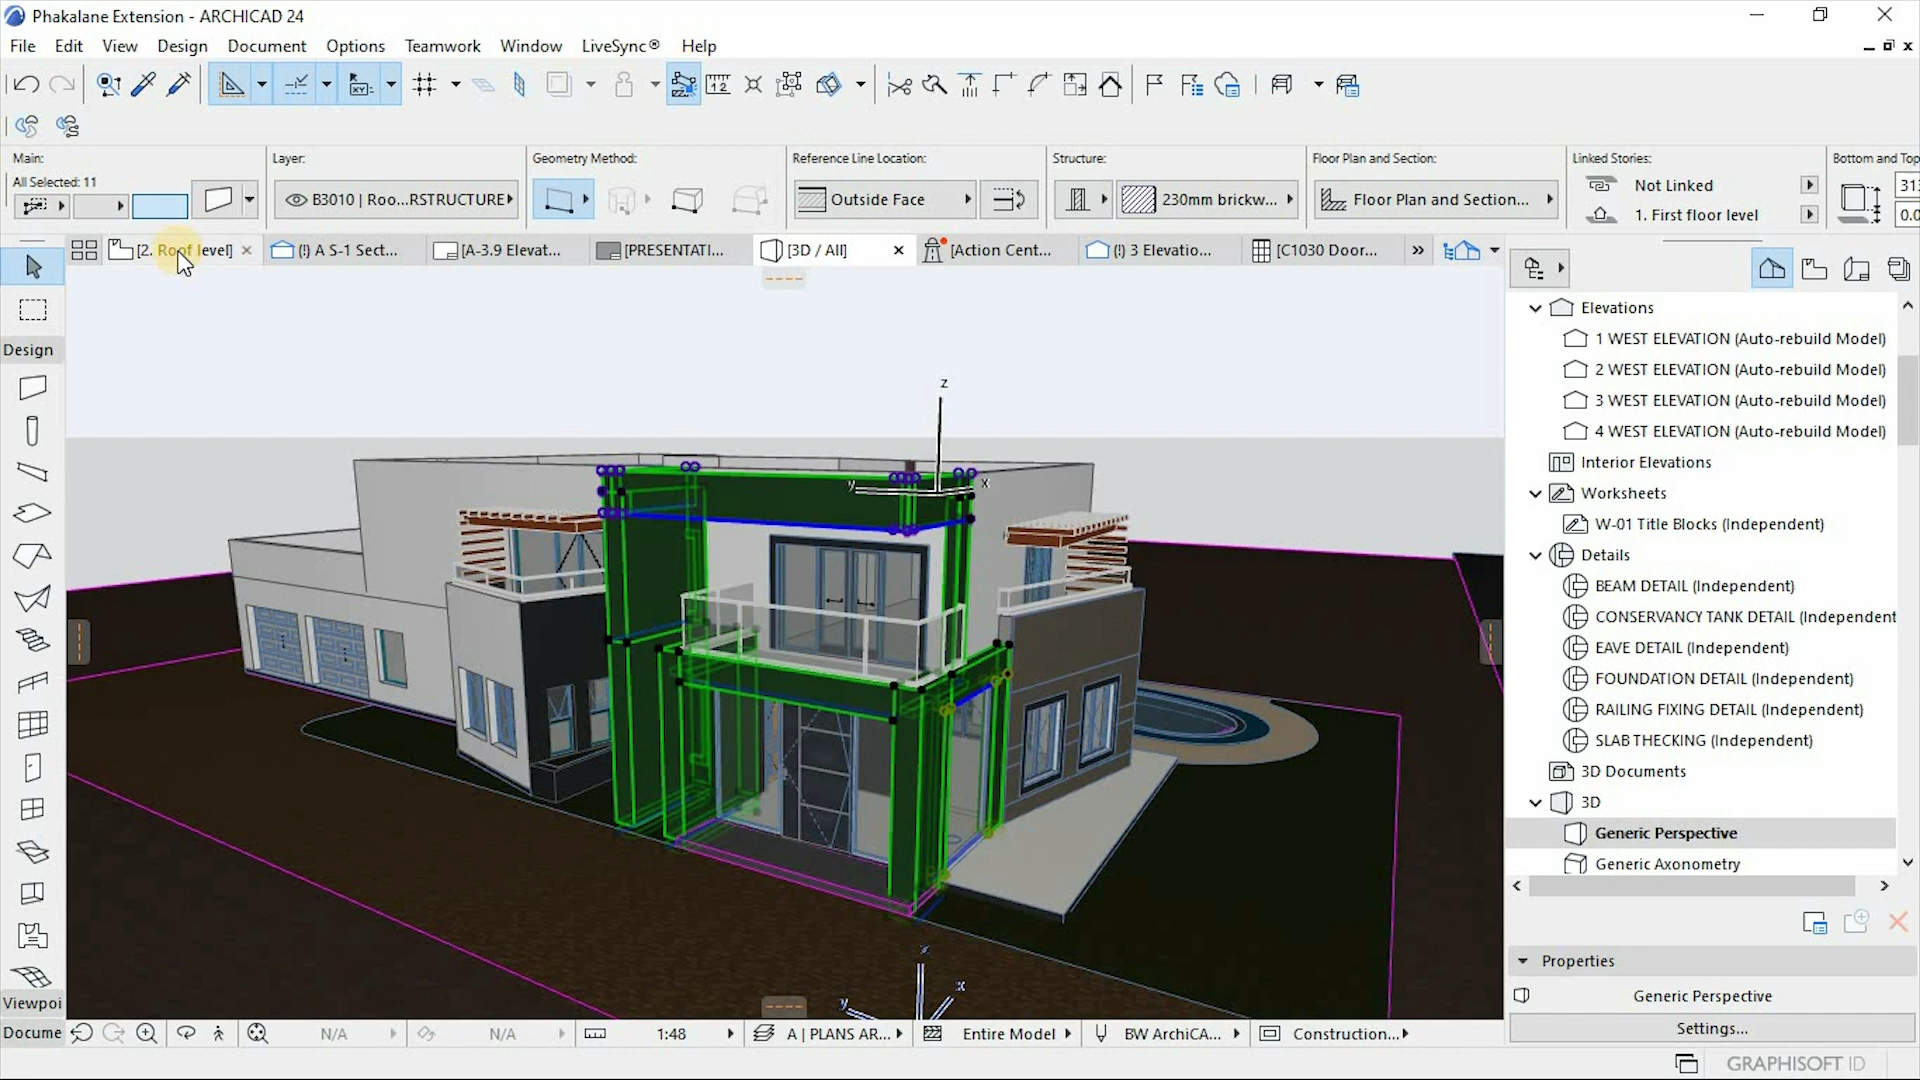 Phakalane Extension - ARCHICAD 24
File Edit View Design Document Options Teamwork Window LiveSync® Help
Main: Layer: Geometry Method: Reference Line Location: Structure: Floor Plan and Section: Linked Stories: Bottom and Top
All Selected: 11
B3010 | Roo...RSTRUCTURE Outside Face 230mm brickw... Floor Plan and Section... Not Linked 313
1. First floor level 0.0
[2. Roof level] (!) A S-1 Sect... [A-3.9 Elevat... [PRESENTATI... [3D / All] [Action Cent... (!) 3 Elevatio... [C1030 Door...
Design
Elevations
1 WEST ELEVATION (Auto-rebuild Model)
2 WEST ELEVATION (Auto-rebuild Model)
3 WEST ELEVATION (Auto-rebuild Model)
4 WEST ELEVATION (Auto-rebuild Model)
Interior Elevations
Worksheets
W-01 Title Blocks (Independent)
Details
BEAM DETAIL (Independent)
CONSERVANCY TANK DETAIL (Independent
EAVE DETAIL (Independent)
FOUNDATION DETAIL (Independent)
RAILING FIXING DETAIL (Independent)
SLAB THECKING (Independent)
3D Documents
3D
Generic Perspective
Generic Axonometry
z
y x
z
y x
Properties
Generic Perspective
Settings...
Viewpoi
Docume N/A N/A 1:48 A | PLANS AR... Entire Model BW ArchiCA... Construction...
GRAPHISOFT ID